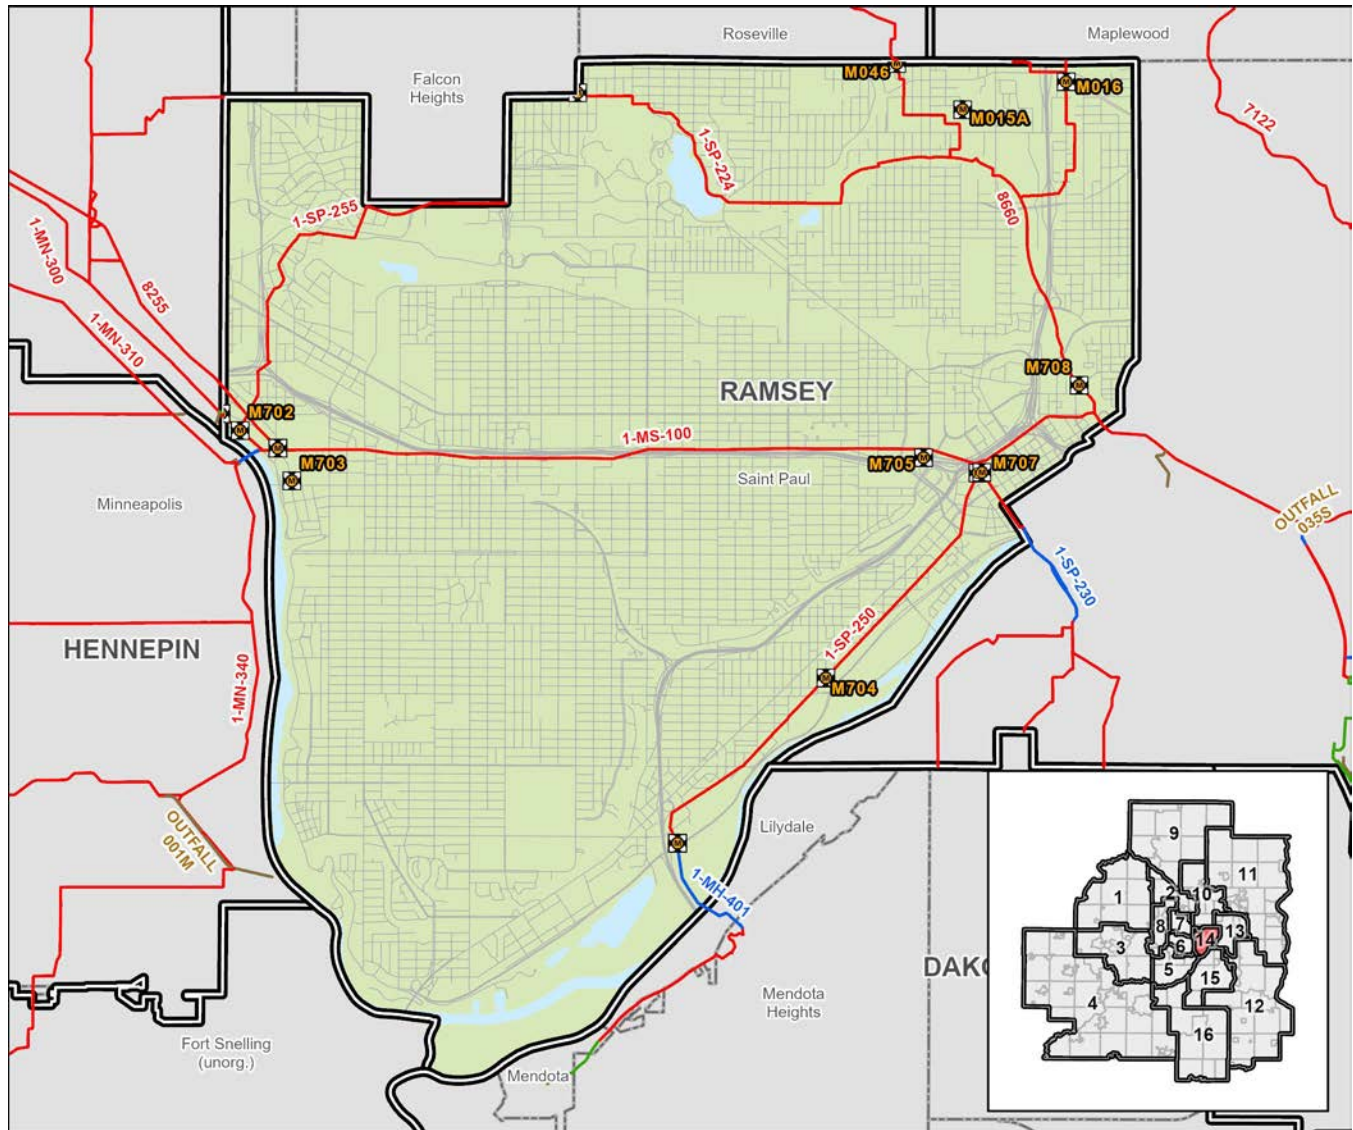 Roseville
Maplewood
Falcon
Heights
M046
M016
M015A
7122
1-SP-224
1-SP-255
8660
1-MN-300
8255
1-MN-310
M708
RAMSEY
M702
1-MS-100
M705
M707
M703
Saint Paul
Minneapolis
OUTFALL
035S
1-SP-230
HENNEPIN
1-SP-250
1-MN-340
M704
OUTFALL
001M
Lilydale
1-MH-401
DAK
Mendota
Heights
Fort Snelling
(unorg.)
Mendota
9
11
1
2
10
7
8
13
14
3
6
5
15
4
12
16